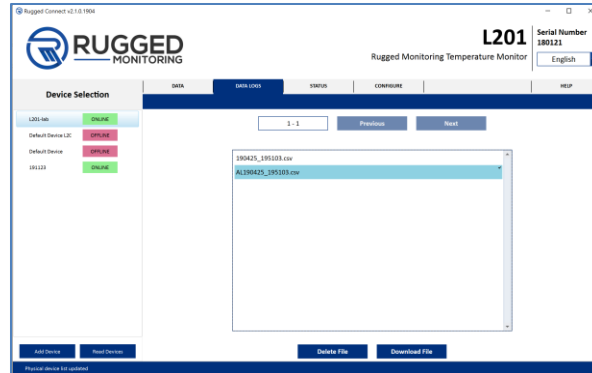 Rugged Connect v2.1.0.1904
RUGGED
MONITORING
L201
Rugged Monitoring Temperature Monitor
Serial Number
180121
English
Device Selection
DATA
DATA LOGS
STATUS
CONFIGURE
HELP
L201-lab ONLINE
Default Device L2C OFFLINE
Default Device OFFLINE
191123 ONLINE
1 - 1
Previous
Next
190425_195103.csv
AL190425_195103.csv
Add Device
Read Devices
Delete File
Download File
Physical device list updated